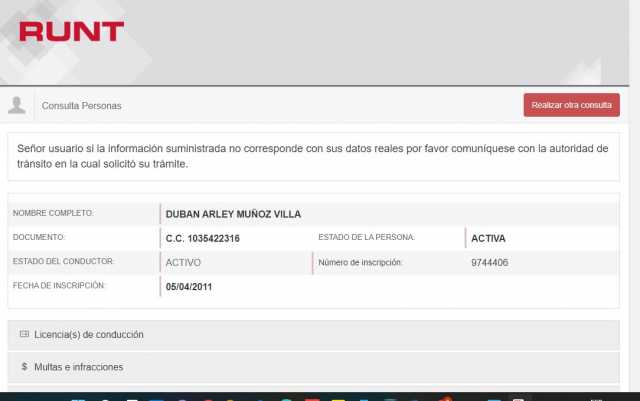 RUNT
Consulta Personas
Realizar otra consulta
Señor usuario si la información suministrada no corresponde con sus datos reales por favor comuníquese con la autoridad de
tránsito en la cual solicitó su trámite.
NOMBRE COMPLETO: DUBAN ARLEY MUÑOZ VILLA
DOCUMENTO: C.C. 1035422316 ESTADO DE LA PERSONA: ACTIVA
ESTADO DEL CONDUCTOR: ACTIVO Número de inscripción: 9744406
FECHA DE INSCRIPCIÓN: 05/04/2011
Licencia(s) de conducción
$ Multas e infracciones